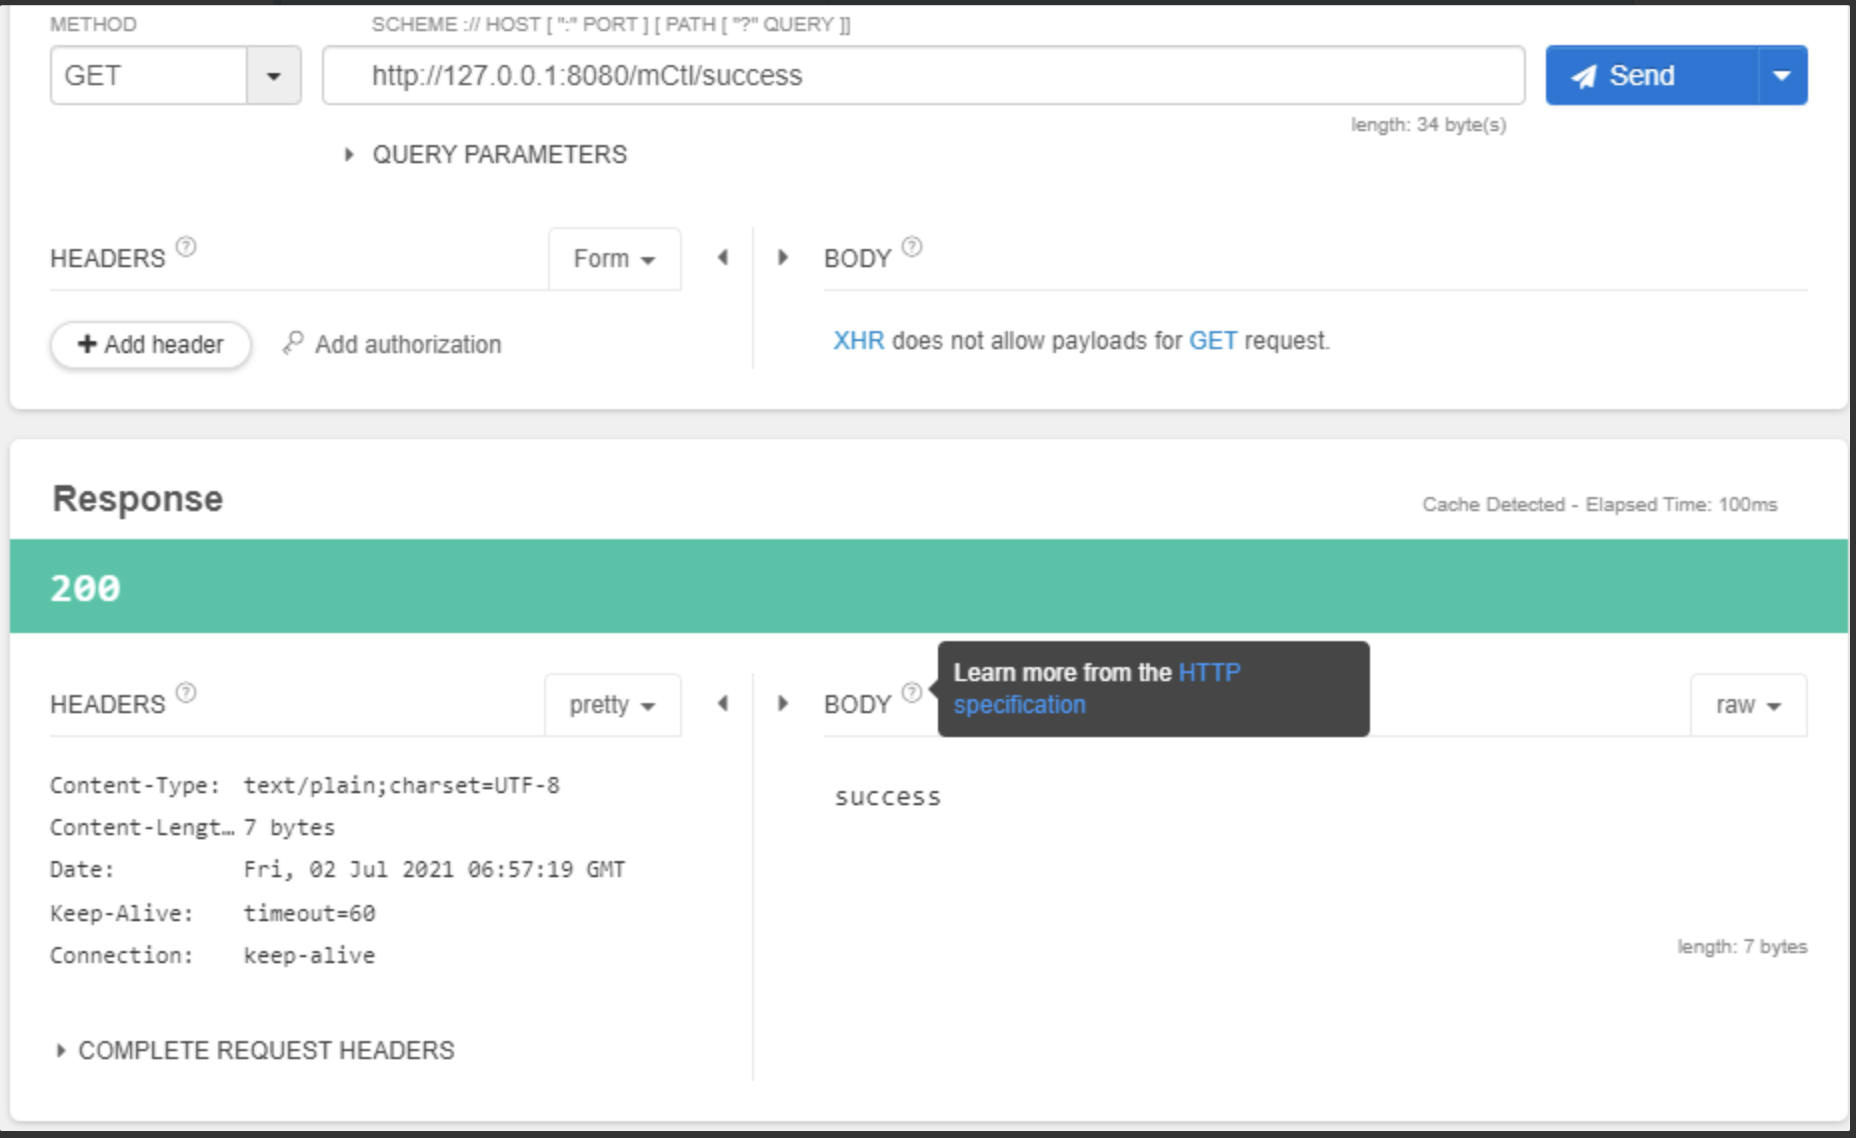 METHOD
SCHEME :// HOST [ ":" PORT ] [ PATH [ "?" QUERY ]]
GET
http://127.0.0.1:8080/mCtl/success
Send
length: 34 byte(s)
QUERY PARAMETERS
HEADERS ?
Form
BODY ?
+ Add header
Add authorization
XHR does not allow payloads for GET request.
Response
Cache Detected - Elapsed Time: 100ms
200
HEADERS ?
pretty
BODY ?
Learn more from the HTTP
specification
raw
Content-Type: text/plain;charset=UTF-8
Content-Lengt… 7 bytes
Date: Fri, 02 Jul 2021 06:57:19 GMT
Keep-Alive: timeout=60
Connection: keep-alive
success
length: 7 bytes
COMPLETE REQUEST HEADERS